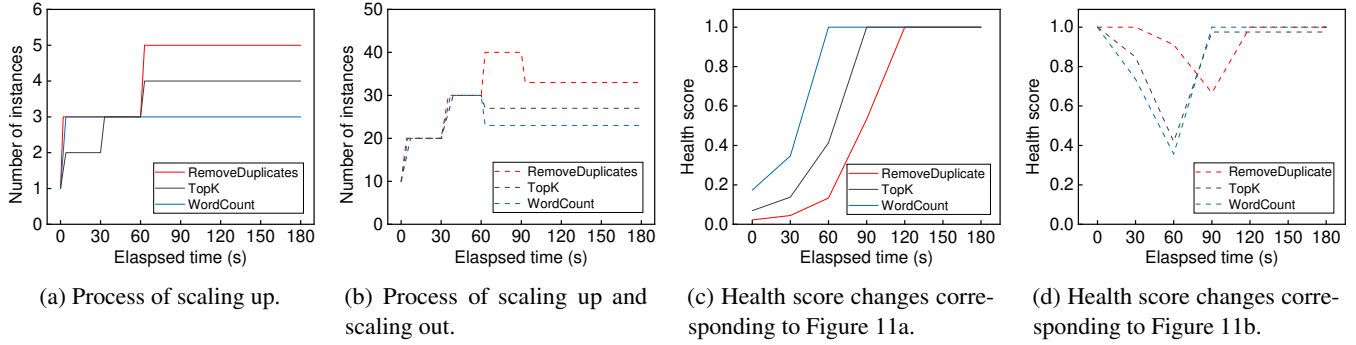 6
5
4
3
2
1
0
Number of instances
0 30 60 90 120 150 180
Elaspsed time (s)
RemoveDuplicates
TopK
WordCount
(a) Process of scaling up.
50
40
30
20
10
0
Number of instances
0 30 60 90 120 150 180
Elaspsed time (s)
RemoveDuplicates
TopK
WordCount
(b) Process of scaling up and
scaling out.
1.0
0.8
0.6
0.4
0.2
0.0
Health score
0 30 60 90 120 150 180
Elaspsed time (s)
RemoveDuplicate
TopK
WordCount
(c) Health score changes corre-
sponding to Figure 11a.
1.0
0.8
0.6
0.4
0.2
0.0
Health score
0 30 60 90 120 150 180
Elaspsed time (s)
RemoveDuplicate
TopK
WordCount
(d) Health score changes corre-
sponding to Figure 11b.